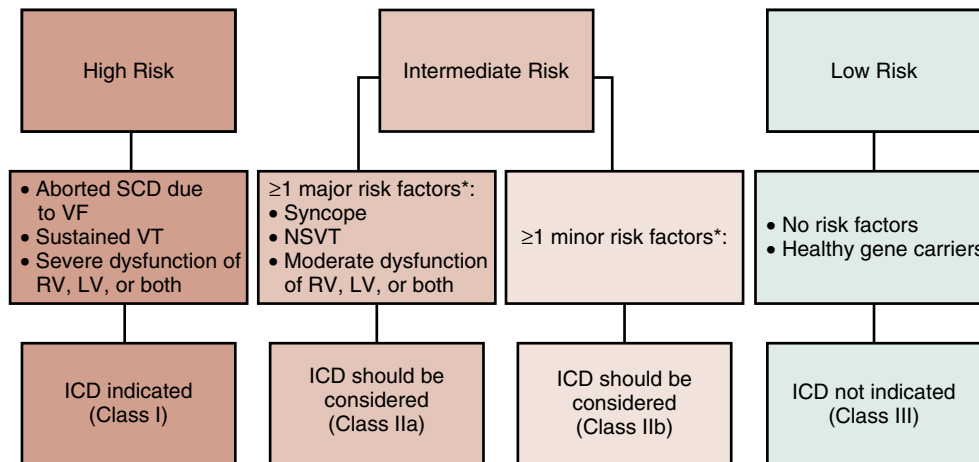 High Risk
Intermediate Risk
Low Risk
• Aborted SCD due
to VF
• Sustained VT
• Severe dysfunction of
RV, LV, or both
≥1 major risk factors*:
• Syncope
• NSVT
• Moderate dysfunction
of RV, LV, or both
≥1 minor risk factors*:
• No risk factors
• Healthy gene carriers
ICD indicated
(Class I)
ICD should be
considered
(Class IIa)
ICD should be
considered
(Class IIb)
ICD not indicated
(Class III)